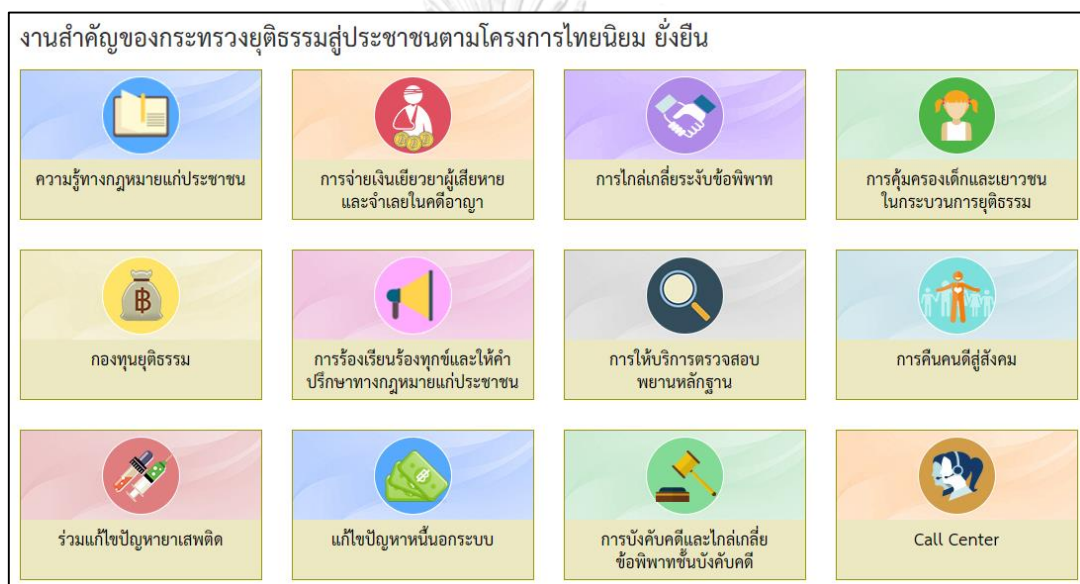 งานสำคัญของกระทรวงยุติธรรมสู่ประชาชนตามโครงการไทยนิยม ยั่งยืน
ความรู้ทางกฎหมายแก่ประชาชน
การจ่ายเงินเยียวยาผู้เสียหาย
และจำเลยในคดีอาญา
การไกล่เกลี่ยระงับข้อพิพาท
การคุ้มครองเด็กและเยาวชน
ในกระบวนการยุติธรรม
กองทุนยุติธรรม
การร้องเรียนร้องทุกข์และให้คำ
ปรึกษาทางกฎหมายแก่ประชาชน
การให้บริการตรวจสอบ
พยานหลักฐาน
การคืนคนดีสู่สังคม
ร่วมแก้ไขปัญหายาเสพติด
แก้ไขปัญหาหนี้นอกระบบ
การบังคับคดีและไกล่เกลี่ย
ข้อพิพาทชั้นบังคับคดี
Call Center